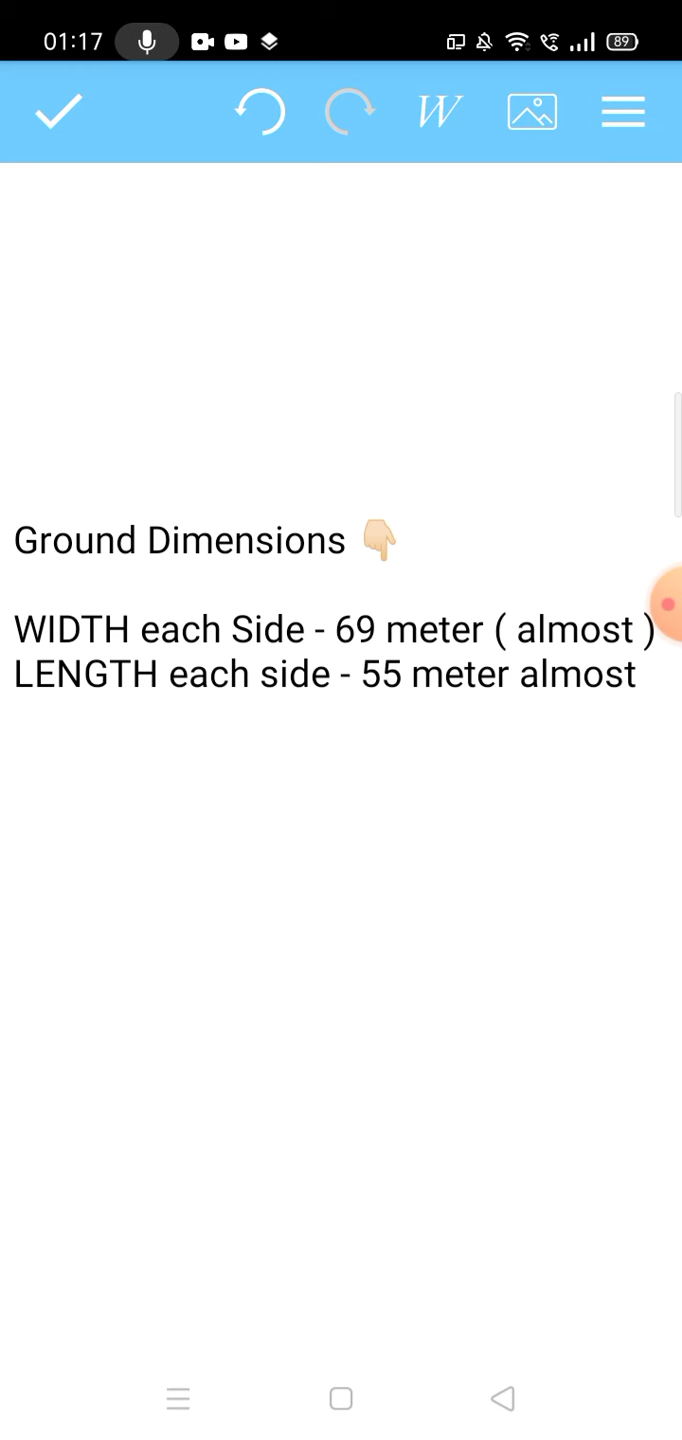 01:17 89
W
Ground Dimensions 👇🏻
WIDTH each Side - 69 meter ( almost )
LENGTH each side - 55 meter almost